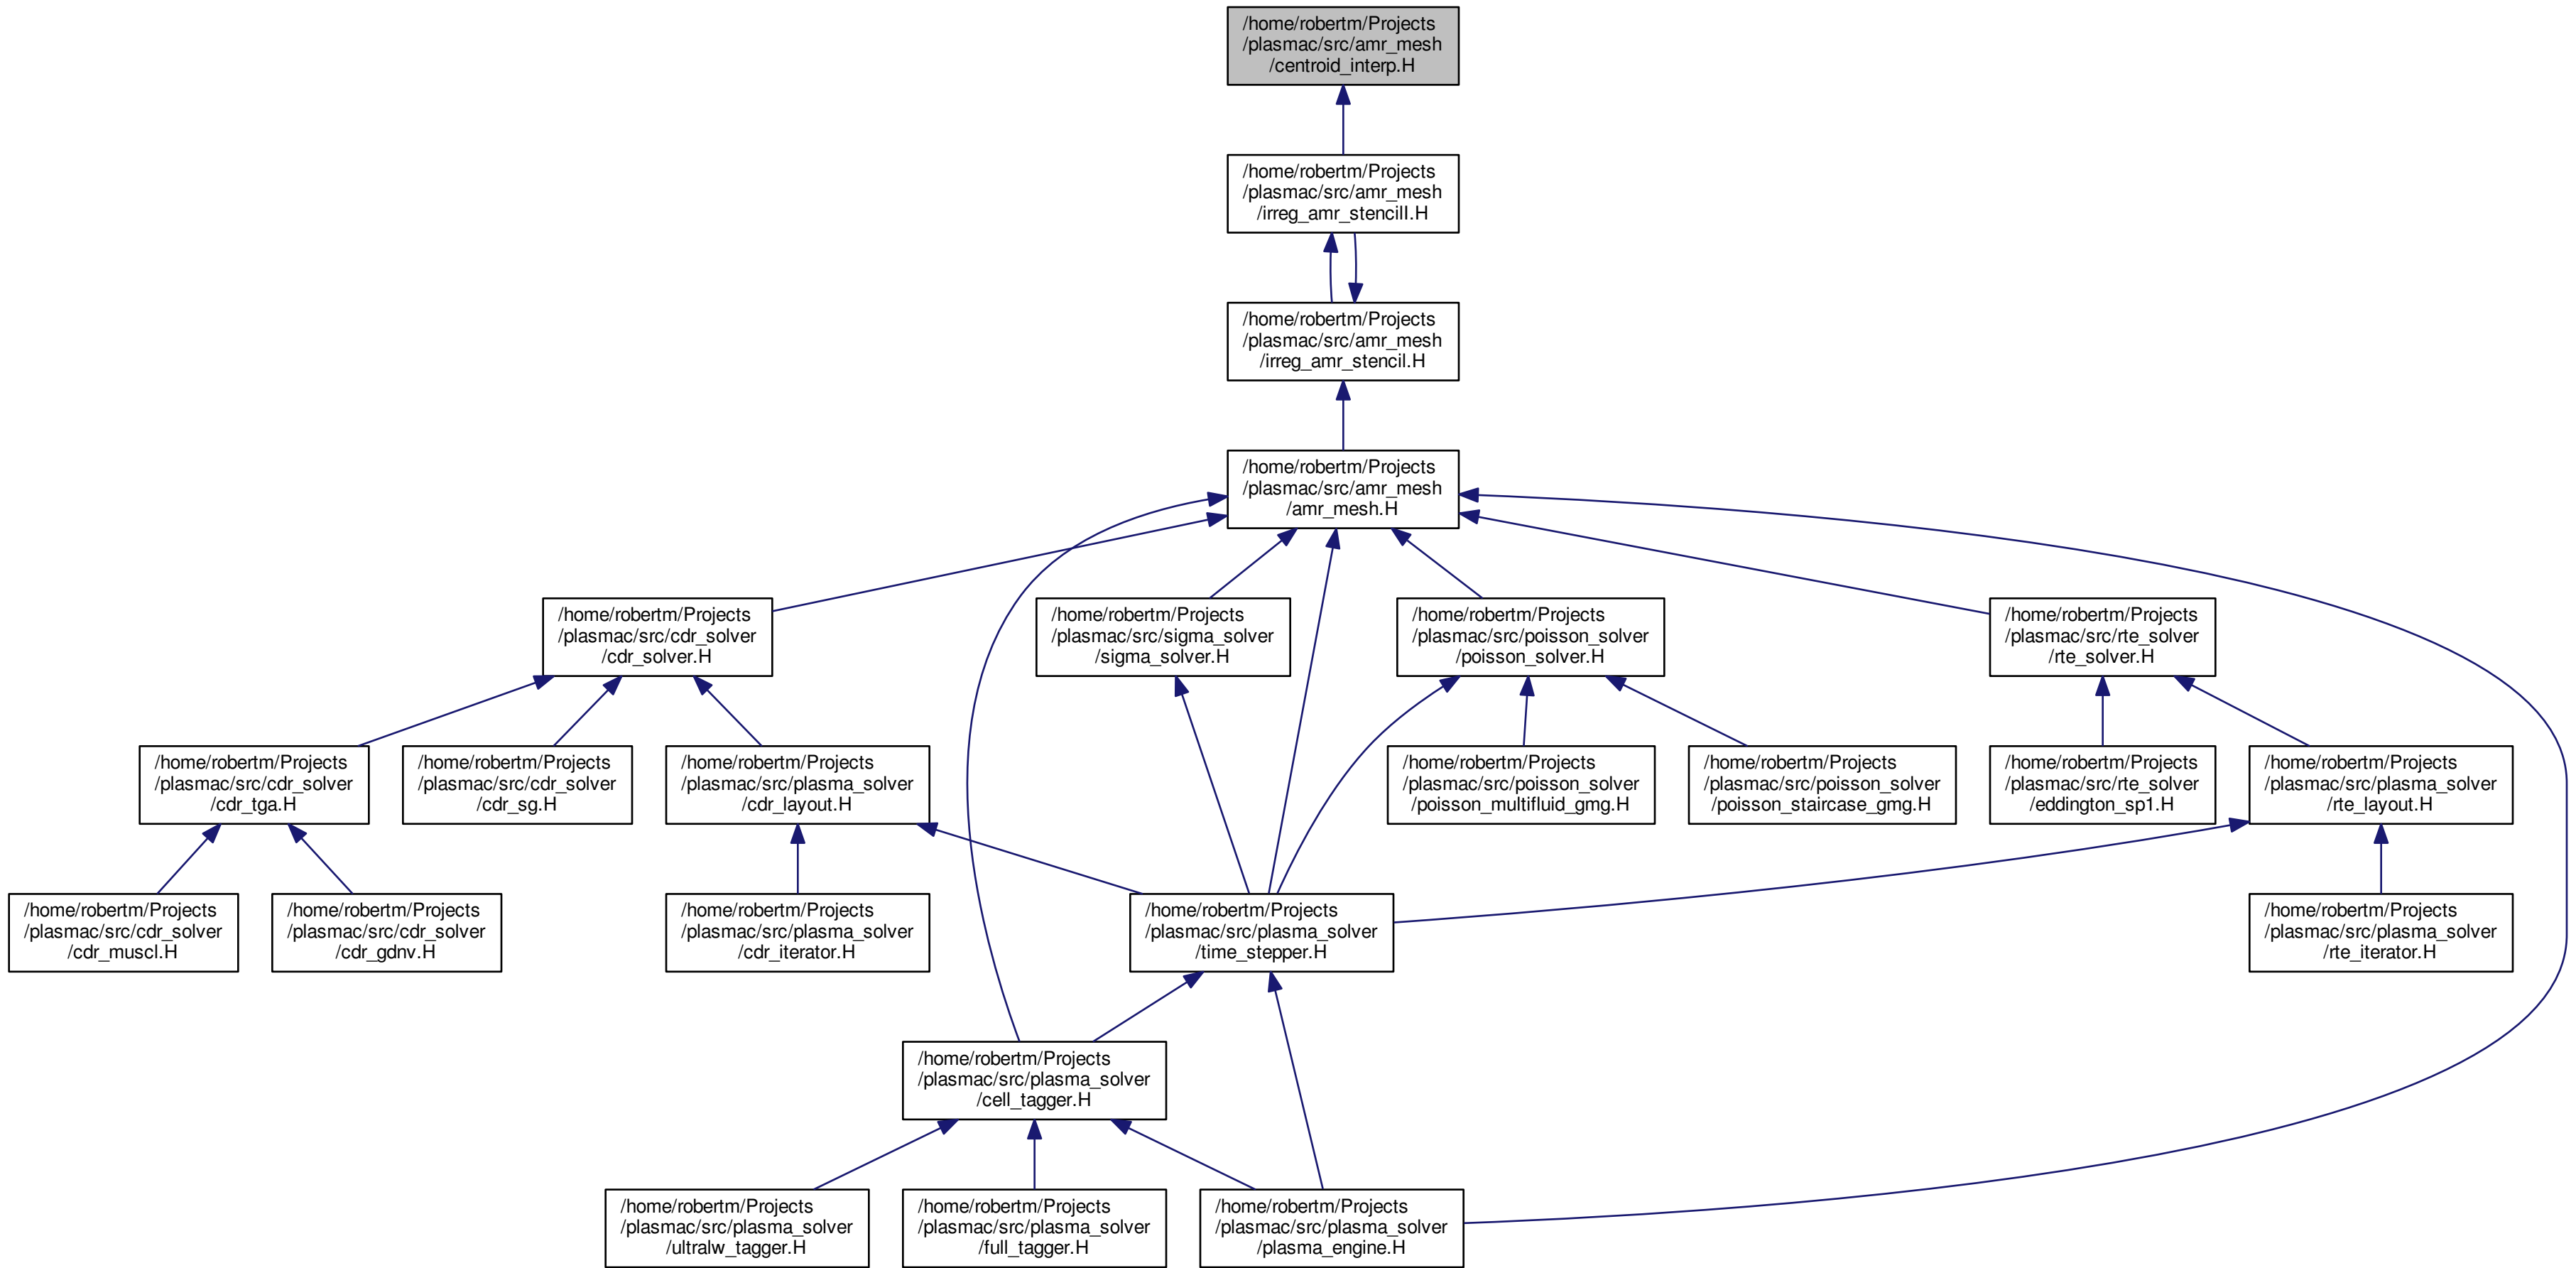 /home/robertm/Projects
/plasmac/src/amr_mesh
/centroid_interp.H
/home/robertm/Projects
/plasmac/src/amr_mesh
/irreg_amr_stencilI.H
/home/robertm/Projects
/plasmac/src/amr_mesh
/irreg_amr_stencil.H
/home/robertm/Projects
/plasmac/src/amr_mesh
/amr_mesh.H
/home/robertm/Projects
/plasmac/src/cdr_solver
/cdr_solver.H
/home/robertm/Projects
/plasmac/src/sigma_solver
/sigma_solver.H
/home/robertm/Projects
/plasmac/src/poisson_solver
/poisson_solver.H
/home/robertm/Projects
/plasmac/src/rte_solver
/rte_solver.H
/home/robertm/Projects
/plasmac/src/cdr_solver
/cdr_tga.H
/home/robertm/Projects
/plasmac/src/cdr_solver
/cdr_sg.H
/home/robertm/Projects
/plasmac/src/plasma_solver
/cdr_layout.H
/home/robertm/Projects
/plasmac/src/poisson_solver
/poisson_multifluid_gmg.H
/home/robertm/Projects
/plasmac/src/poisson_solver
/poisson_staircase_gmg.H
/home/robertm/Projects
/plasmac/src/rte_solver
/eddington_sp1.H
/home/robertm/Projects
/plasmac/src/plasma_solver
/rte_layout.H
/home/robertm/Projects
/plasmac/src/cdr_solver
/cdr_muscl.H
/home/robertm/Projects
/plasmac/src/cdr_solver
/cdr_gdnv.H
/home/robertm/Projects
/plasmac/src/plasma_solver
/cdr_iterator.H
/home/robertm/Projects
/plasmac/src/plasma_solver
/time_stepper.H
/home/robertm/Projects
/plasmac/src/plasma_solver
/rte_iterator.H
/home/robertm/Projects
/plasmac/src/plasma_solver
/cell_tagger.H
/home/robertm/Projects
/plasmac/src/plasma_solver
/ultralw_tagger.H
/home/robertm/Projects
/plasmac/src/plasma_solver
/full_tagger.H
/home/robertm/Projects
/plasmac/src/plasma_solver
/plasma_engine.H